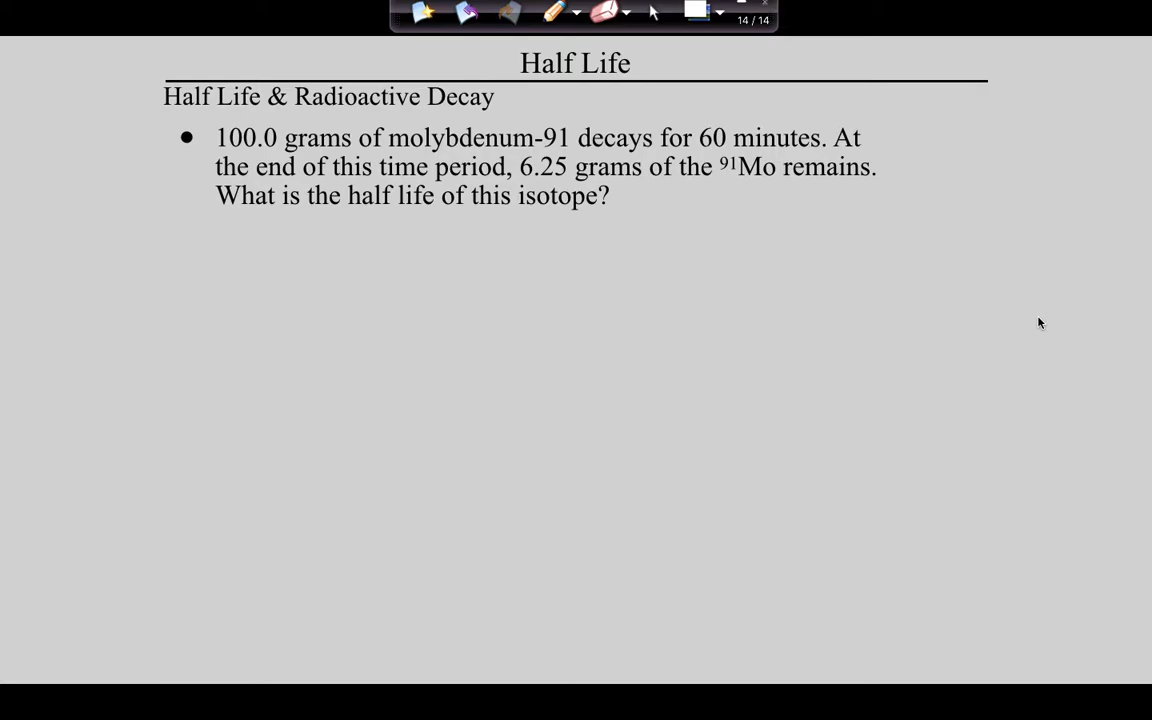 14 / 14
Half Life
Half Life & Radioactive Decay
● 100.0 grams of molybdenum-91 decays for 60 minutes. At
the end of this time period, 6.25 grams of the ⁹¹Mo remains.
What is the half life of this isotope?